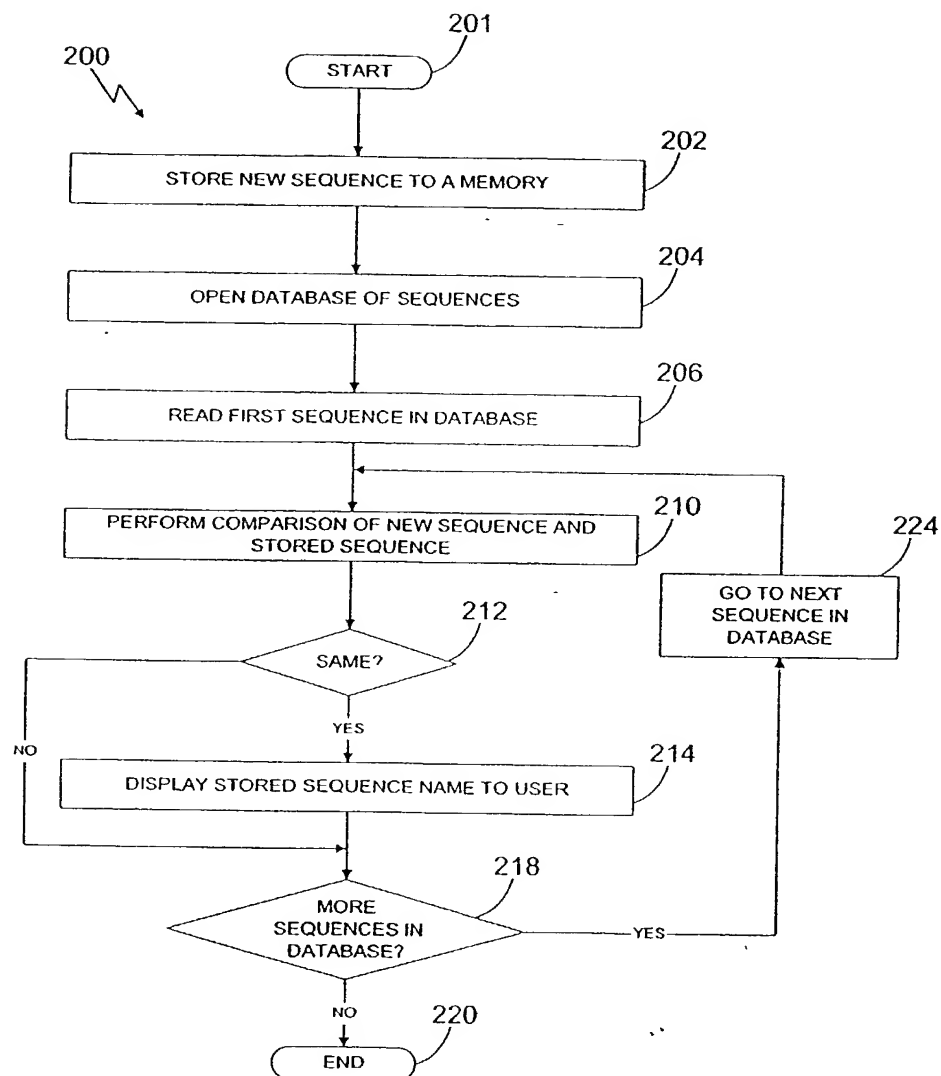 201
200
START
202
STORE NEW SEQUENCE TO A MEMORY
204
OPEN DATABASE OF SEQUENCES
206
READ FIRST SEQUENCE IN DATABASE
210
PERFORM COMPARISON OF NEW SEQUENCE AND
STORED SEQUENCE
224
GO TO NEXT
SEQUENCE IN
DATABASE
212
SAME?
YES
NO
214
DISPLAY STORED SEQUENCE NAME TO USER
218
MORE
SEQUENCES IN
DATABASE?
YES
NO
220
END